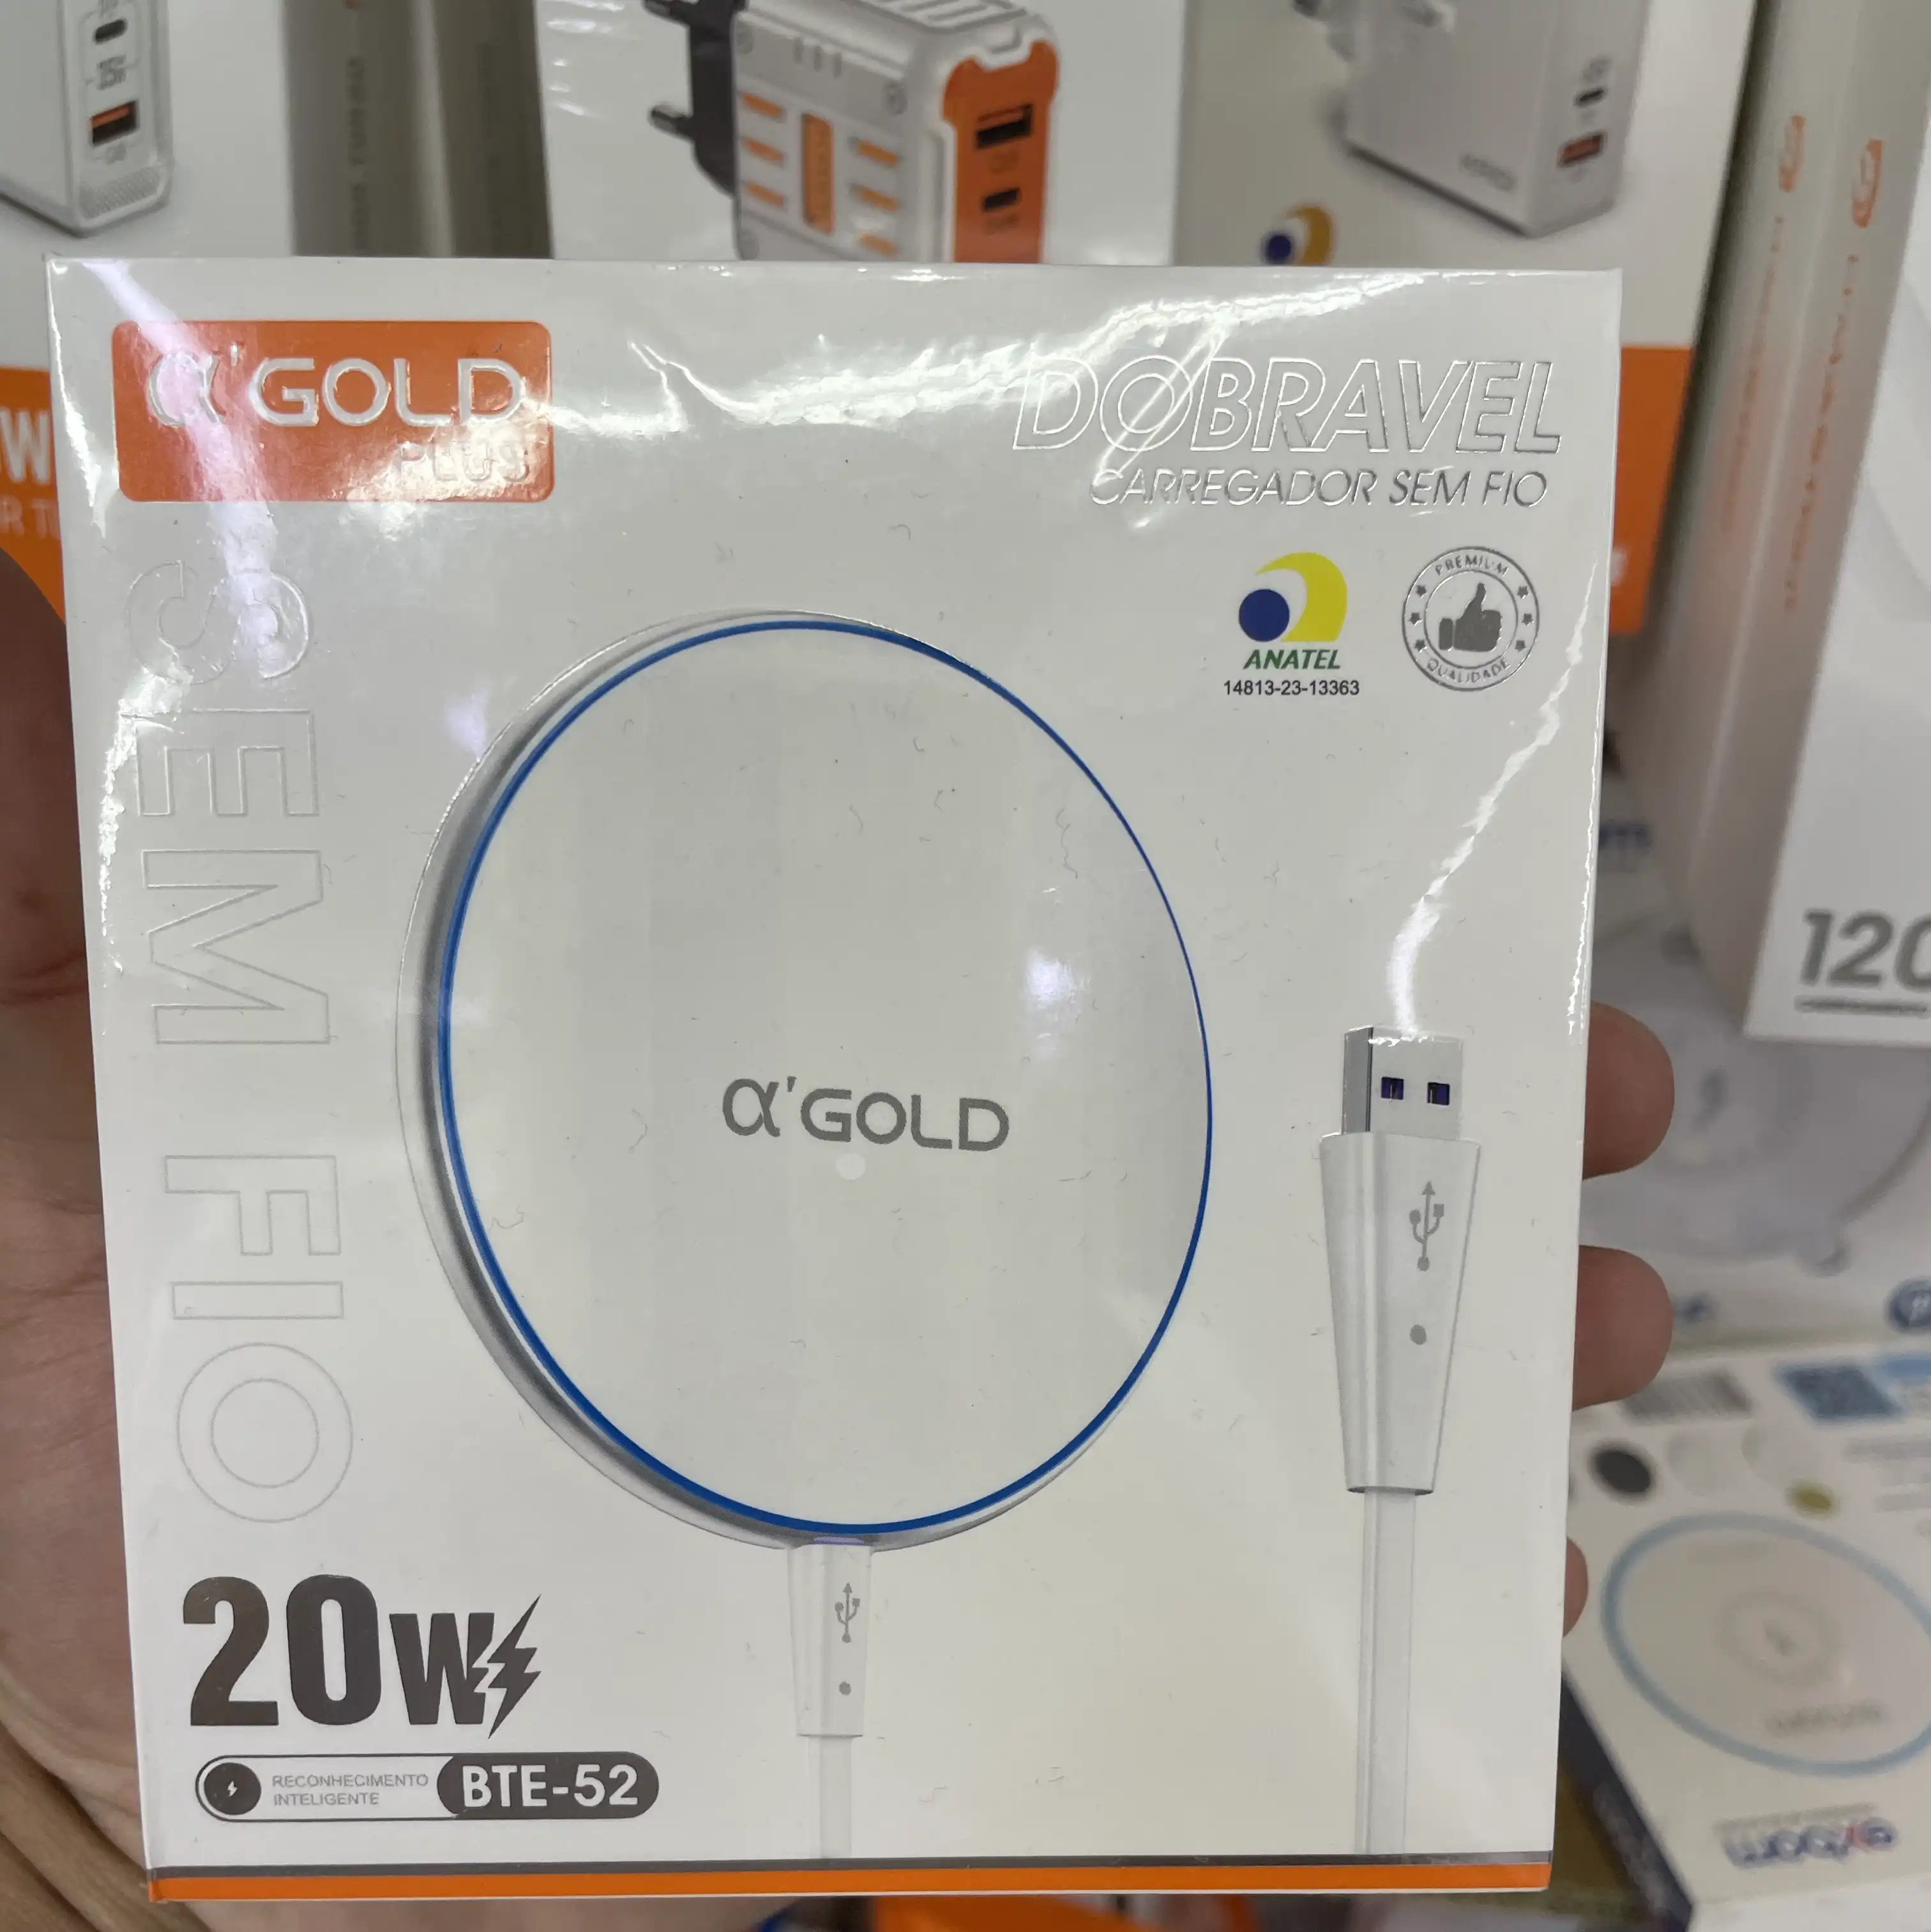 α'GOLD
PLUS
DOBRAVEL
CARREGADOR SEM FIO
ANATEL
14813-23-13363
PREMIUM
QUALIDADE
SEM FIO
α'GOLD
20W
RECONHECIMENTO
INTELIGENTE
BTE-52
120